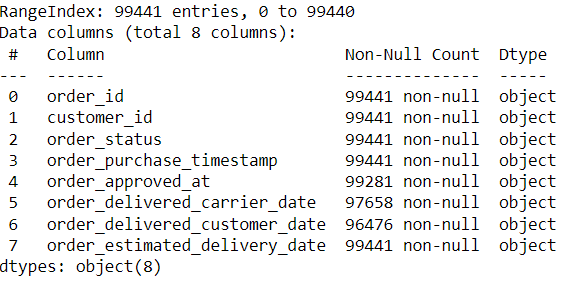 RangeIndex: 99441 entries, 0 to 99440
Data columns (total 8 columns):
 #   Column                         Non-Null Count  Dtype
---  ------                         --------------  -----
 0   order_id                       99441 non-null  object
 1   customer_id                    99441 non-null  object
 2   order_status                   99441 non-null  object
 3   order_purchase_timestamp       99441 non-null  object
 4   order_approved_at              99281 non-null  object
 5   order_delivered_carrier_date   97658 non-null  object
 6   order_delivered_customer_date  96476 non-null  object
 7   order_estimated_delivery_date  99441 non-null  object
dtypes: object(8)